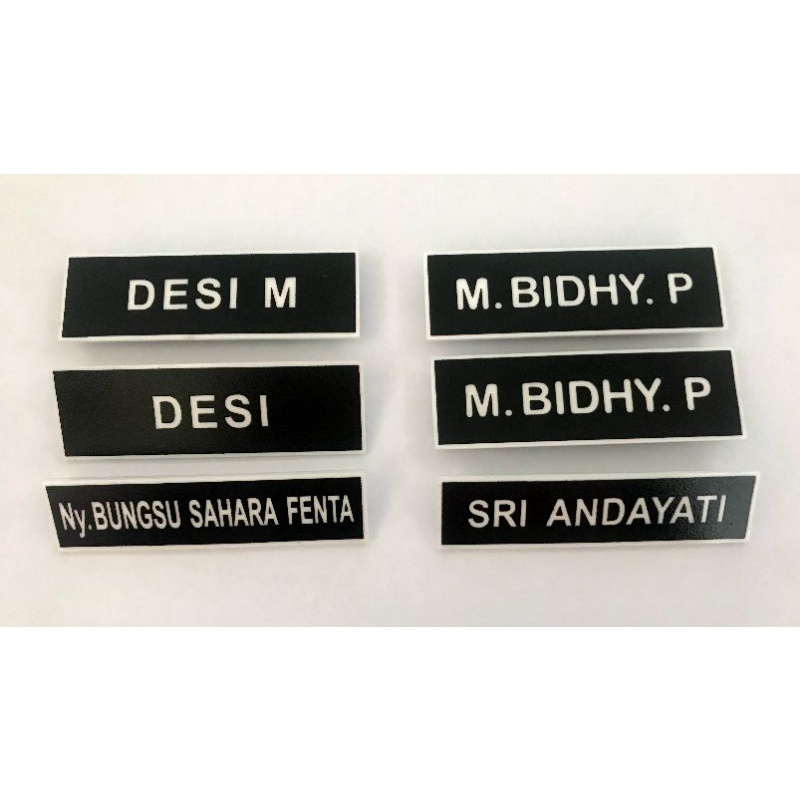 DESI M
DESI
Ny. BUNGSU SAHARA FENTA
M. BIDHY. P
M. BIDHY. P
SRI ANDAYATI